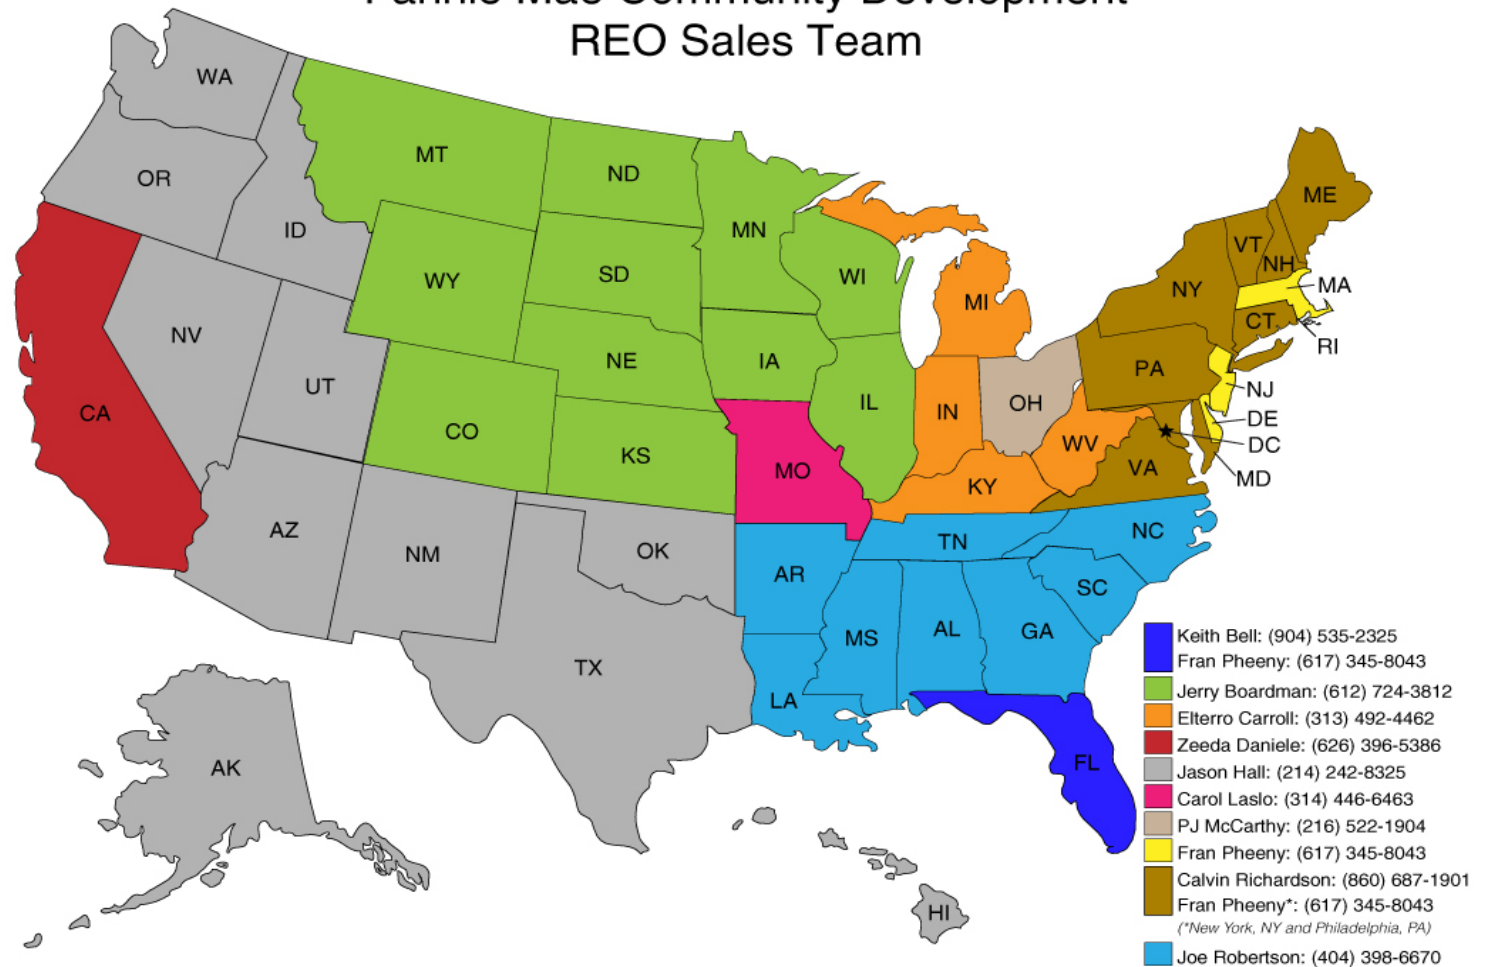 Fannie Mae Community Development
REO Sales Team
WA
MT
ND
OR
ID
MN
ME
VT
NH
WY
SD
WI
MI
NY
MA
CT
RI
NV
UT
NE
IA
PA
NJ
CA
CO
KS
IL
IN
OH
WV
DE
DC
MD
MO
KY
VA
AZ
NM
OK
AR
TN
NC
SC
MS
AL
GA
TX
LA
FL
AK
HI
Keith Bell: (904) 535-2325
Fran Pheeny: (617) 345-8043
Jerry Boardman: (612) 724-3812
Elterro Carroll: (313) 492-4462
Zeeda Daniele: (626) 396-5386
Jason Hall: (214) 242-8325
Carol Laslo: (314) 446-6463
PJ McCarthy: (216) 522-1904
Fran Pheeny: (617) 345-8043
Calvin Richardson: (860) 687-1901
Fran Pheeny*: (617) 345-8043
(*New York, NY and Philadelphia, PA)
Joe Robertson: (404) 398-6670